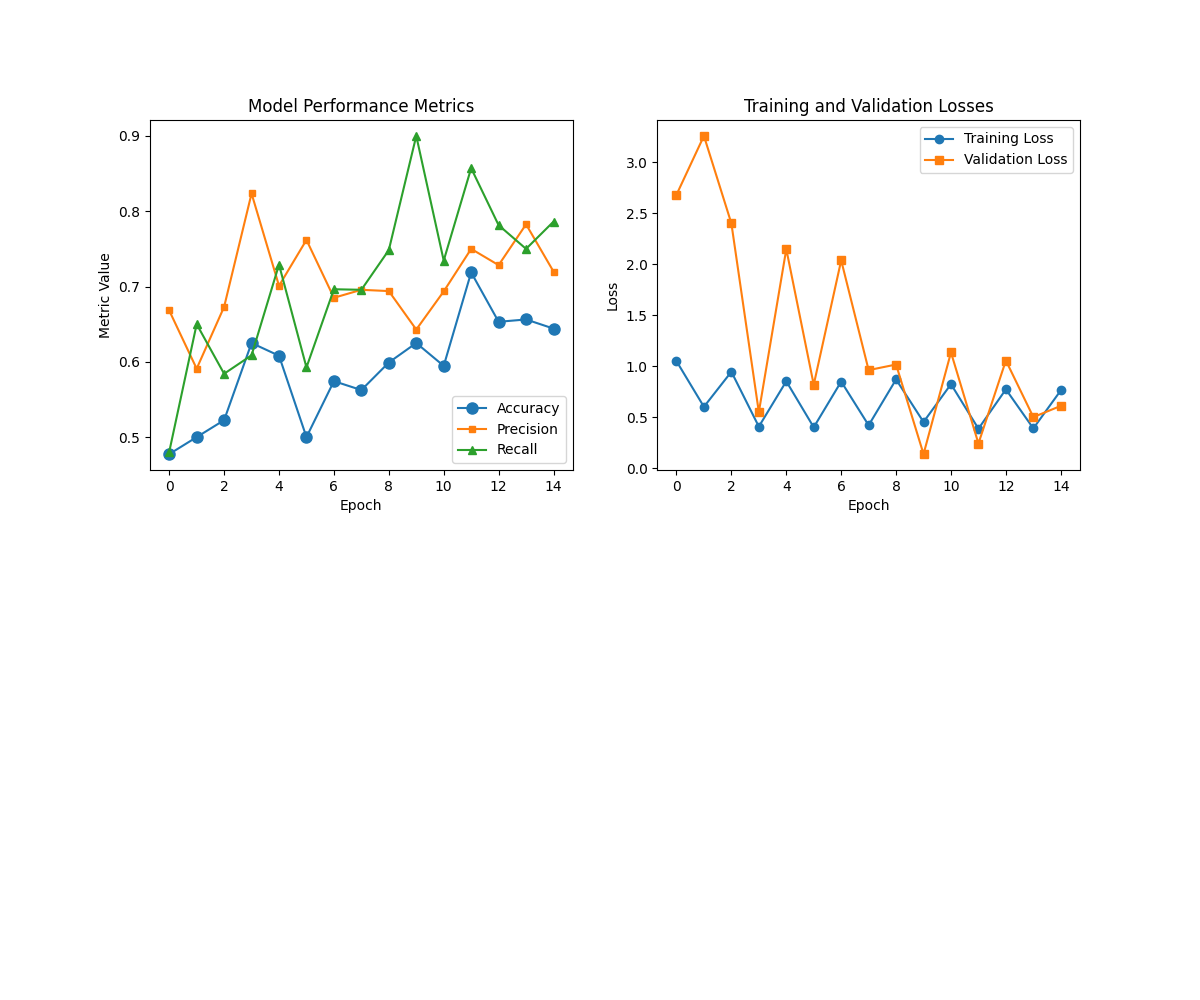 Model Performance Metrics
Metric Value
0.9
0.8
0.7
0.6
0.5
0 2 4 6 8 10 12 14
Epoch
Accuracy
Precision
Recall
Training and Validation Losses
Loss
3.0
2.5
2.0
1.5
1.0
0.5
0.0
0 2 4 6 8 10 12 14
Epoch
Training Loss
Validation Loss